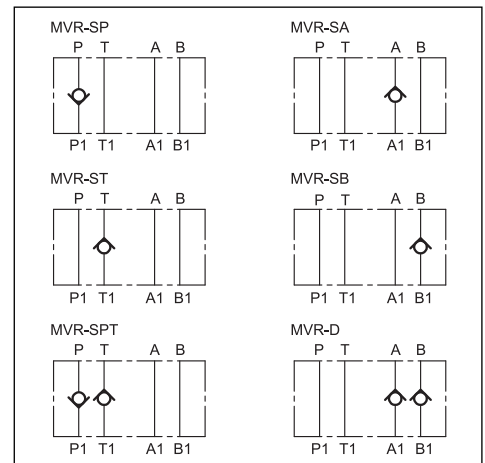 MVR-SP
P T A B
P1 T1 A1 B1
MVR-SA
P T A B
P1 T1 A1 B1
MVR-ST
P T A B
P1 T1 A1 B1
MVR-SB
P T A B
P1 T1 A1 B1
MVR-SPT
P T A B
P1 T1 A1 B1
MVR-D
P T A B
P1 T1 A1 B1